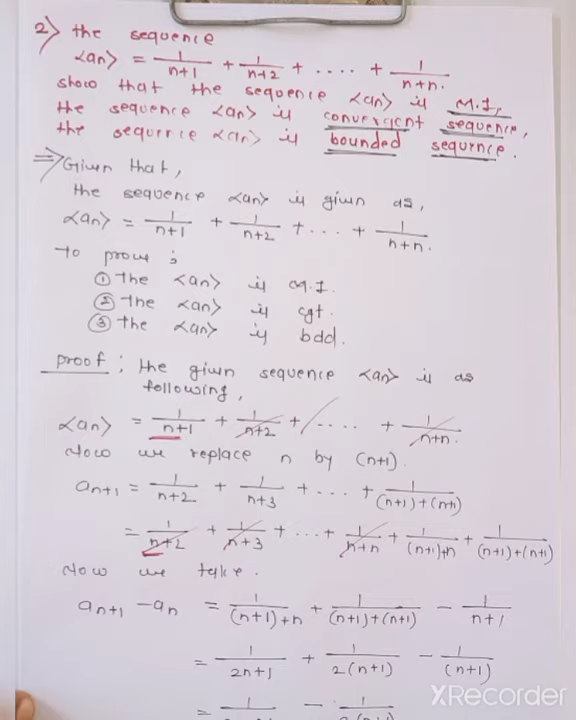 2) the sequence
<an> = 1/(n+1) + 1/(n+2) + .... + 1/(n+n).
show that the sequence <an> is M.I,
the sequence <an> is convergent sequence,
the sequence <an> is bounded sequence.
=> Given that,
the sequence <an> is given as,
<an> = 1/(n+1) + 1/(n+2) + ... + 1/(n+n).
To prove ;
① the <an> is M.I.
② the <an> is cgt.
③ the <an> is bdd.
proof ; the given sequence <an> is as
following,
<an> = 1/(n+1) + 1/(n+2) + .... + 1/(n+n).
Now we replace n by (n+1).
an+1 = 1/(n+2) + 1/(n+3) + ... + 1/((n+1)+(n+1))
= 1/(n+2) + 1/(n+3) + ... + 1/(n+n) + 1/((n+1)+n) + 1/((n+1)+(n+1))
Now we take.
an+1 - an = 1/((n+1)+n) + 1/((n+1)+(n+1)) - 1/(n+1)
= 1/(2n+1) + 1/(2(n+1)) - 1/(n+1)
XRecorder